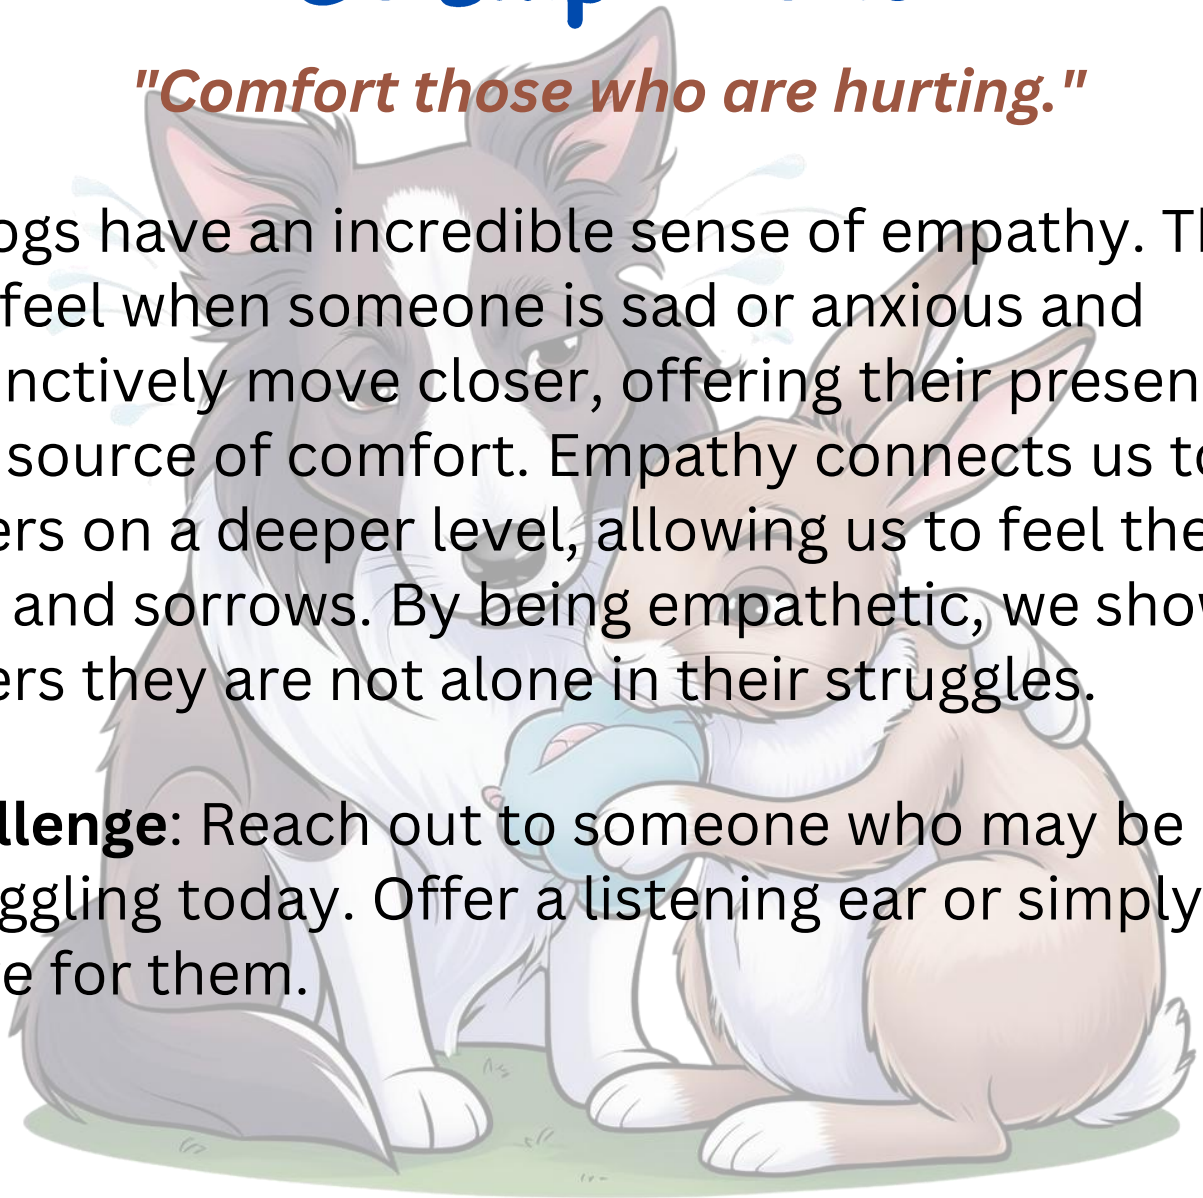 "Comfort those who are hurting."
ogs have an incredible sense of empathy. Th
feel when someone is sad or anxious and
nctively move closer, offering their presen
source of comfort. Empathy connects us to
ers on a deeper level, allowing us to feel the
and sorrows. By being empathetic, we show
ers they are not alone in their struggles.
llenge: Reach out to someone who may be
ggling today. Offer a listening ear or simply
e for them.